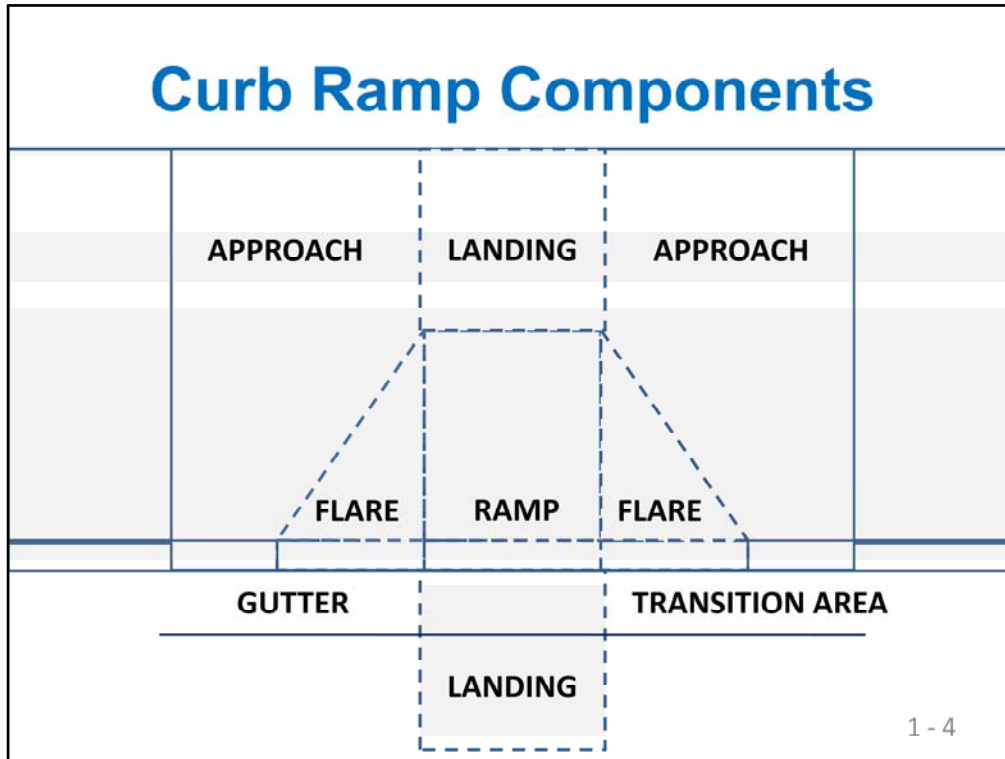 Curb Ramp Components
APPROACH LANDING APPROACH
FLARE RAMP FLARE
GUTTER TRANSITION AREA
LANDING
1 - 4